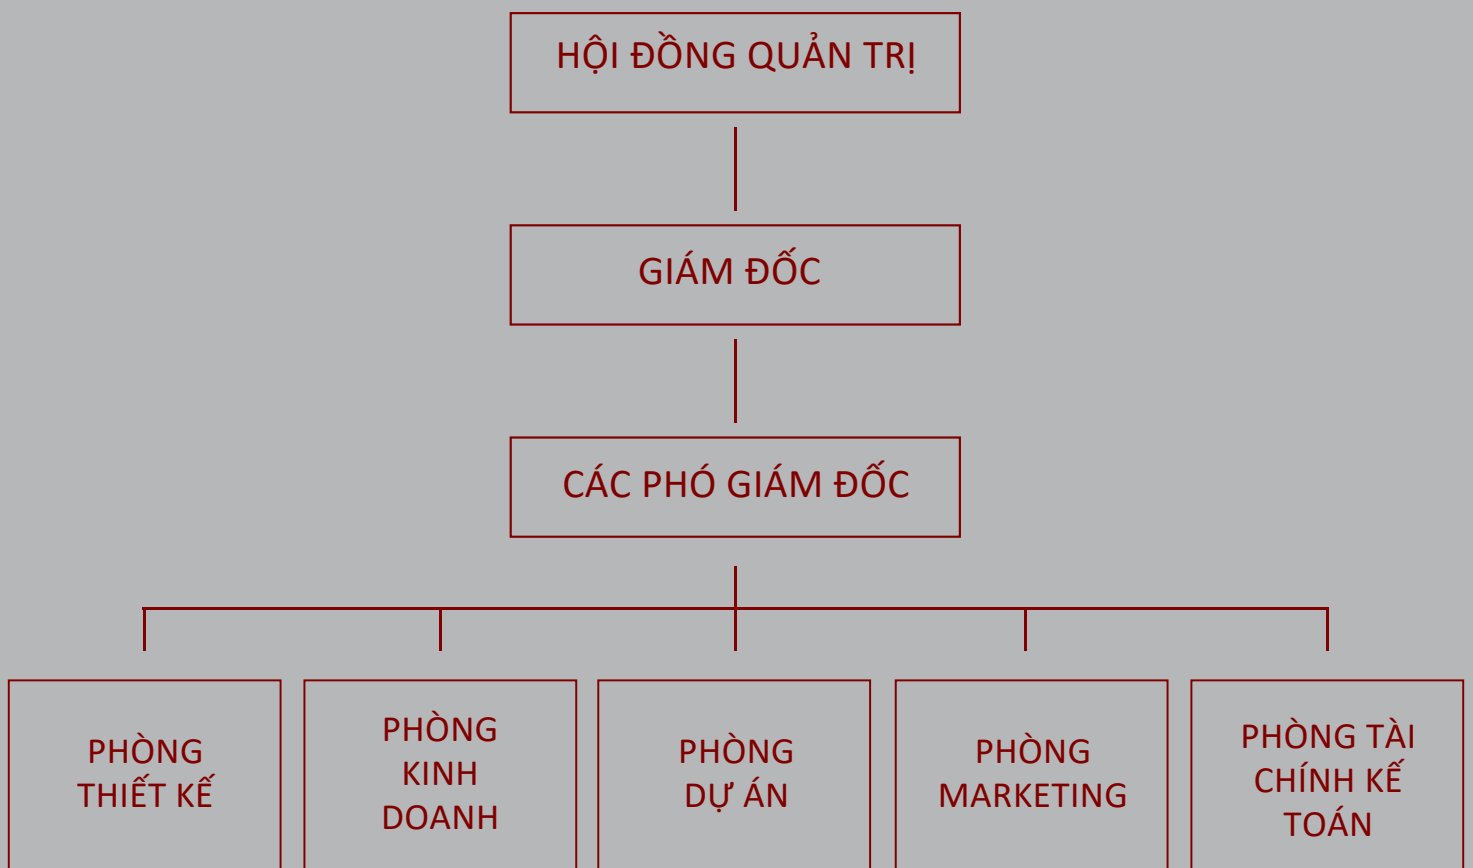 HỘI ĐỒNG QUẢN TRỊ
GIÁM ĐỐC
CÁC PHÓ GIÁM ĐỐC
PHÒNG
THIẾT KẾ
PHÒNG
KINH
DOANH
PHÒNG
DỰ ÁN
PHÒNG
MARKETING
PHÒNG TÀI
CHÍNH KẾ
TOÁN